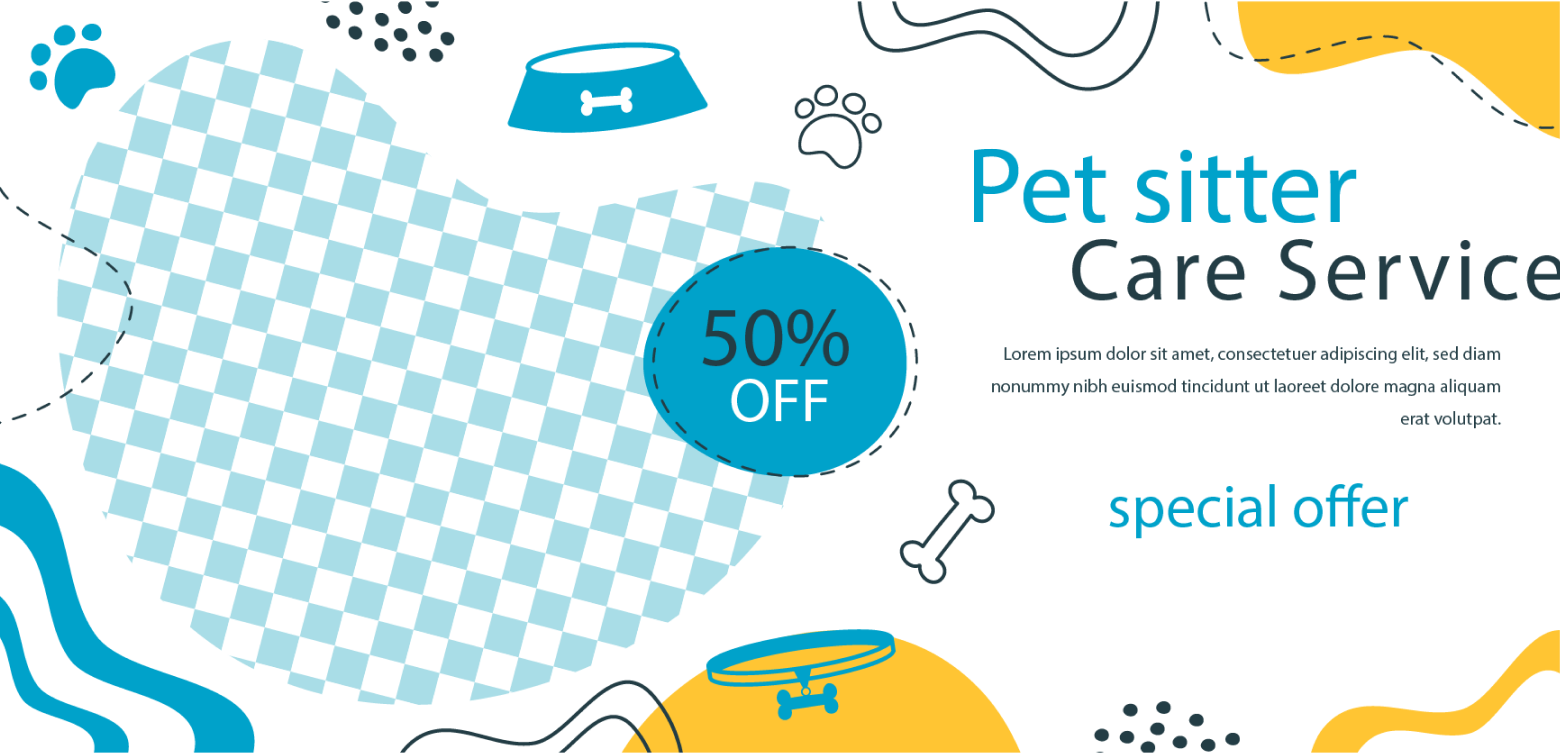 Pet sitter
Care Service
50%
OFF
Lorem ipsum dolor sit amet, consectetuer adipiscing elit, sed diam
nonummy nibh euismod tincidunt ut laoreet dolore magna aliquam
erat volutpat.
special offer